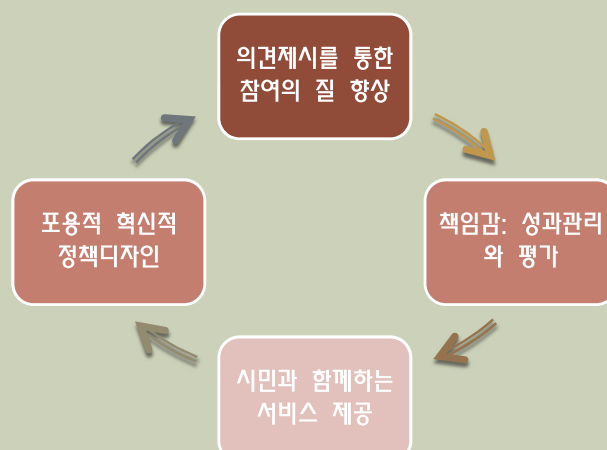 의견제시를 통한
참여의 질 향상
포용적 혁신적
정책디자인
책임감: 성과관리
와 평가
시민과 함께하는
서비스 제공